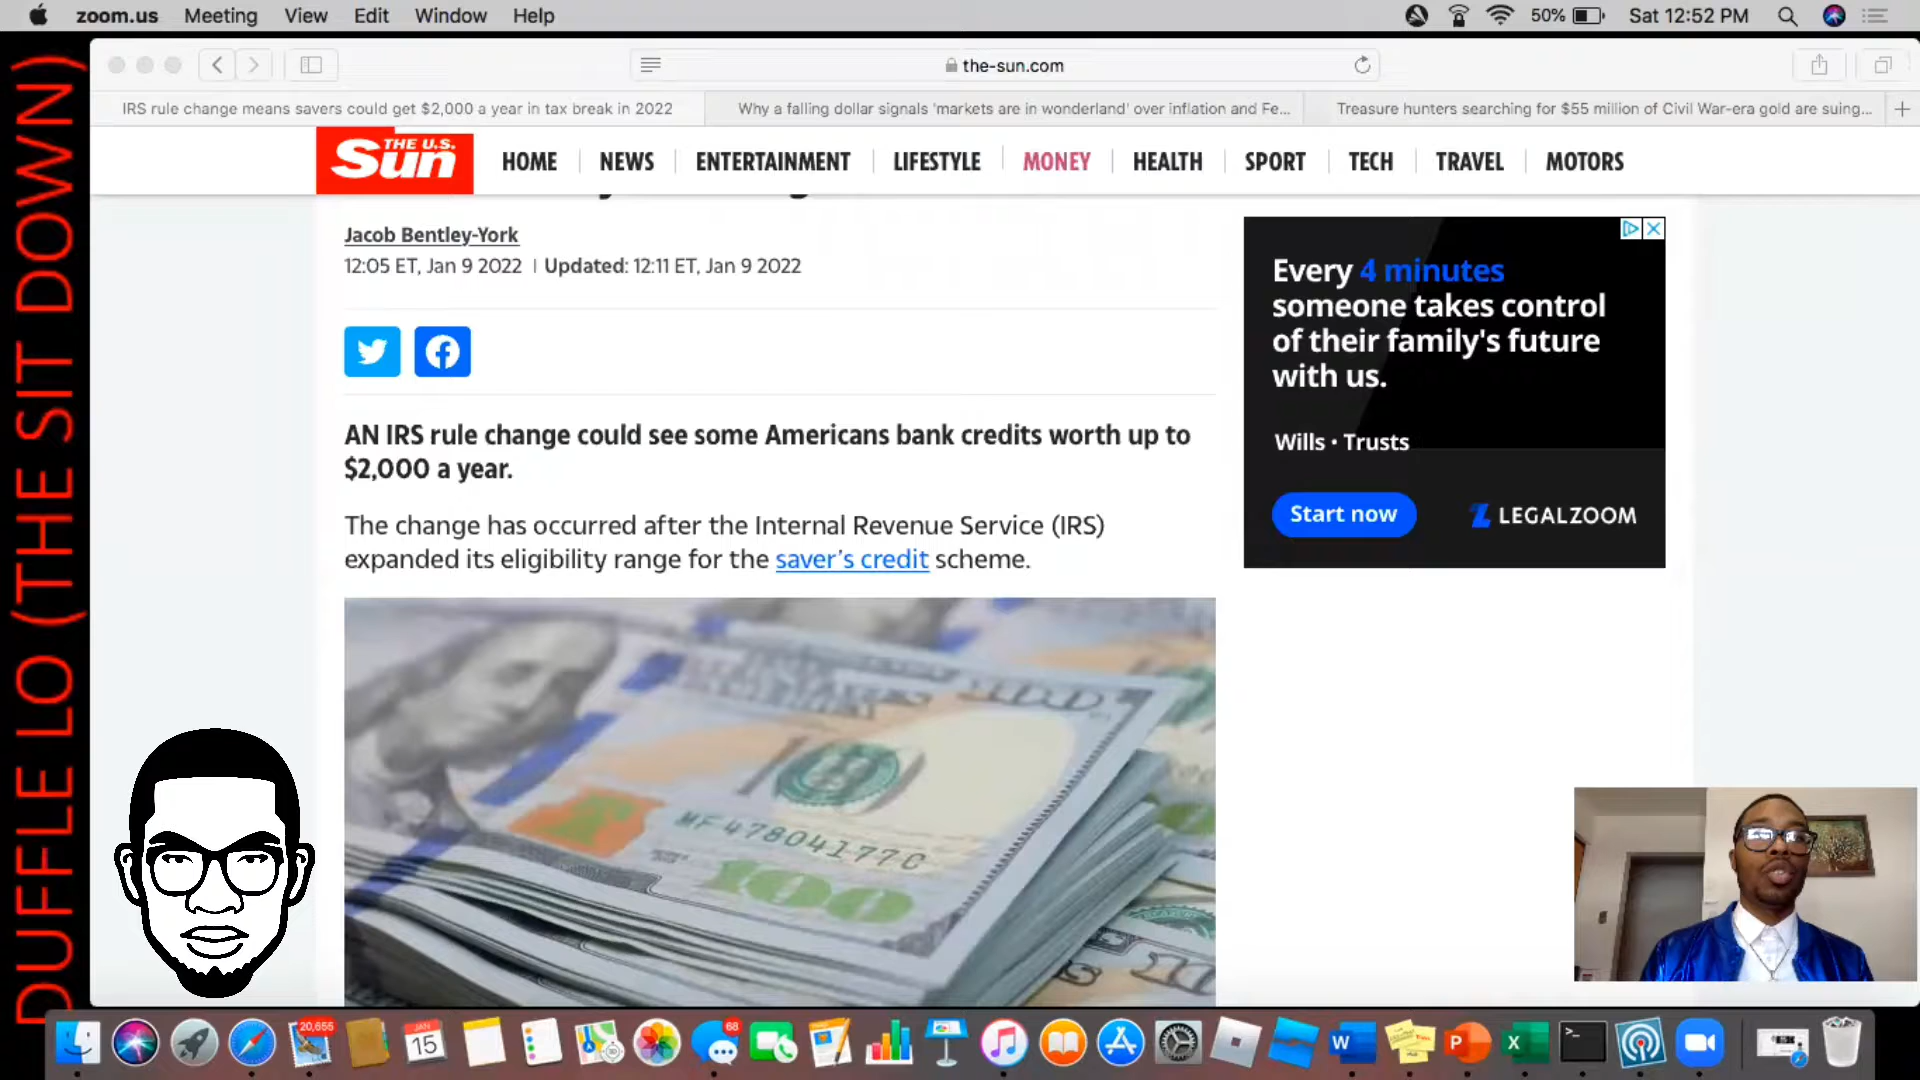 zoom.us Meeting View Edit Window Help
50% Sat 12:52 PM
the-sun.com
IRS rule change means savers could get $2,000 a year in tax break in 2022
Why a falling dollar signals 'markets are in wonderland' over inflation and Fe...
Treasure hunters searching for $55 million of Civil War-era gold are suing...
THE U.S.
Sun
HOME NEWS ENTERTAINMENT LIFESTYLE MONEY HEALTH SPORT TECH TRAVEL MOTORS
DUFFLE LO (THE SIT DOWN)
Jacob Bentley-York
12:05 ET, Jan 9 2022 | Updated: 12:11 ET, Jan 9 2022
AN IRS rule change could see some Americans bank credits worth up to
$2,000 a year.
The change has occurred after the Internal Revenue Service (IRS)
expanded its eligibility range for the saver's credit scheme.
Every 4 minutes
someone takes control
of their family's future
with us.
Wills • Trusts
Start now
LEGALZOOM
MF47804177C
100
20,655
JAN
15
68
W
P
X